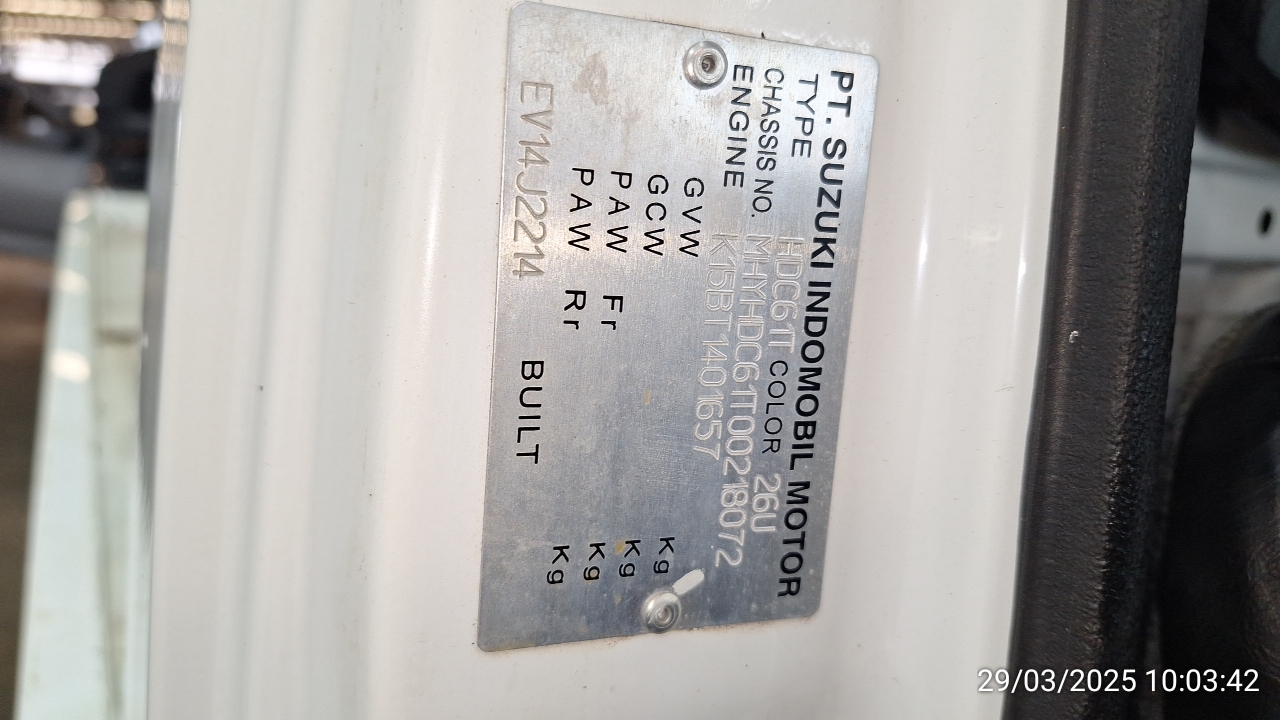 PT. SUZUKI INDOMOBIL MOTOR
TYPE HDC61T COLOR 26U
CHASSIS NO. MHYHDC61T00218072
ENGINE K15BT1401657
GVW Kg
GCW Kg
PAW Fr Kg
PAW Rr Kg
EV14J2214 BUILT
29/03/2025 10:03:42